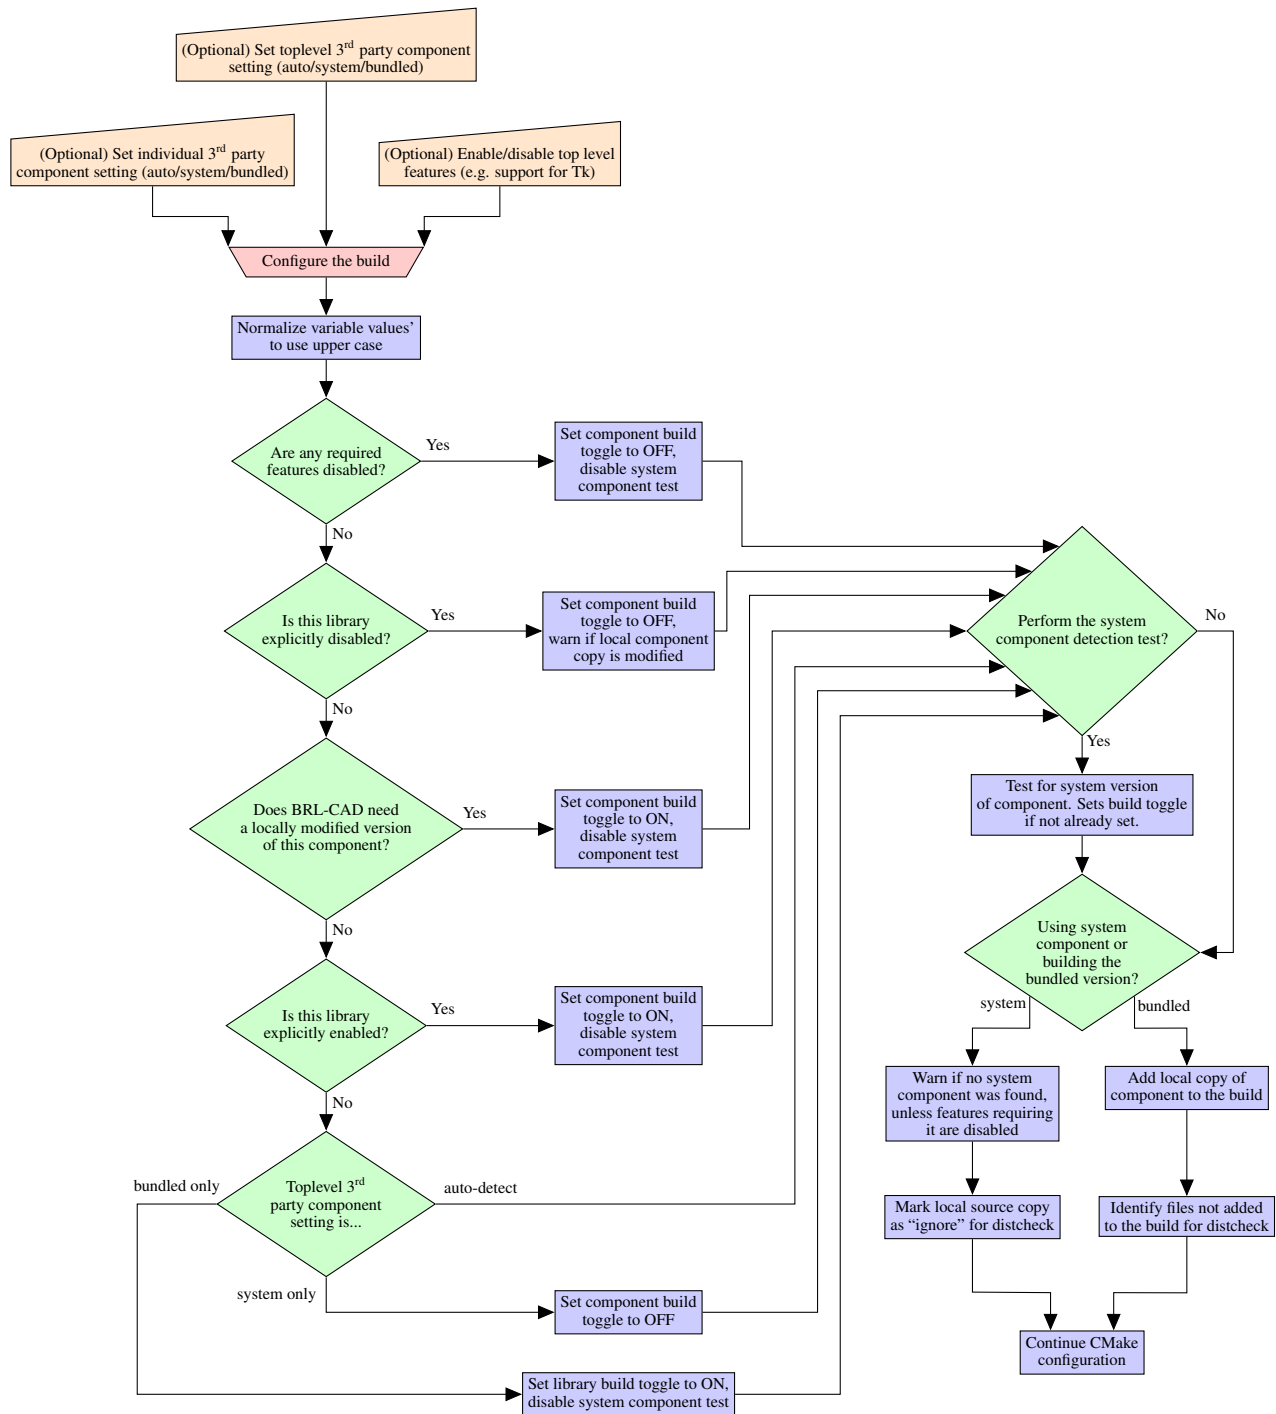 (Optional) Set toplevel 3rd party component
setting (auto/system/bundled)
(Optional) Set individual 3rd party
component setting (auto/system/bundled)
(Optional) Enable/disable top level
features (e.g. support for Tk)
Configure the build
Normalize variable values'
to use upper case
Are any required
features disabled?
Yes
Set component build
toggle to OFF,
disable system
component test
No
Is this library
explicitly disabled?
Yes
Set component build
toggle to OFF,
warn if local component
copy is modified
Perform the system
component detection test?
No
No
Yes
Does BRL-CAD need
a locally modified version
of this component?
Yes
Set component build
toggle to ON,
disable system
component test
Test for system version
of component. Sets build toggle
if not already set.
No
Using system
component or
building the
bundled version?
system
bundled
Is this library
explicitly enabled?
Yes
Set component build
toggle to ON,
disable system
component test
No
Warn if no system
component was found,
unless features requiring
it are disabled
Add local copy of
component to the build
bundled only
Toplevel 3rd
party component
setting is...
auto-detect
Mark local source copy
as “ignore” for distcheck
Identify files not added
to the build for distcheck
system only
Set component build
toggle to OFF
Continue CMake
configuration
Set library build toggle to ON,
disable system component test